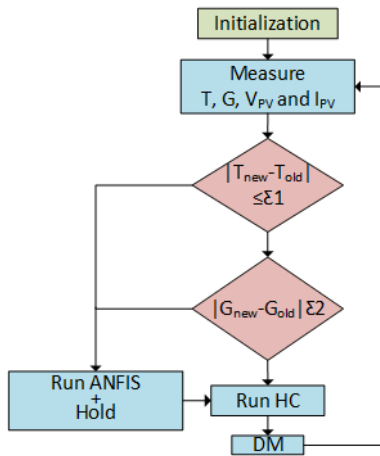 Initialization
Measure
T, G, V_PV and I_PV
|T_new-T_old|
≤Ɛ1
|G_new-G_old| Ɛ2
Run ANFIS
+
Hold
Run HC
DM